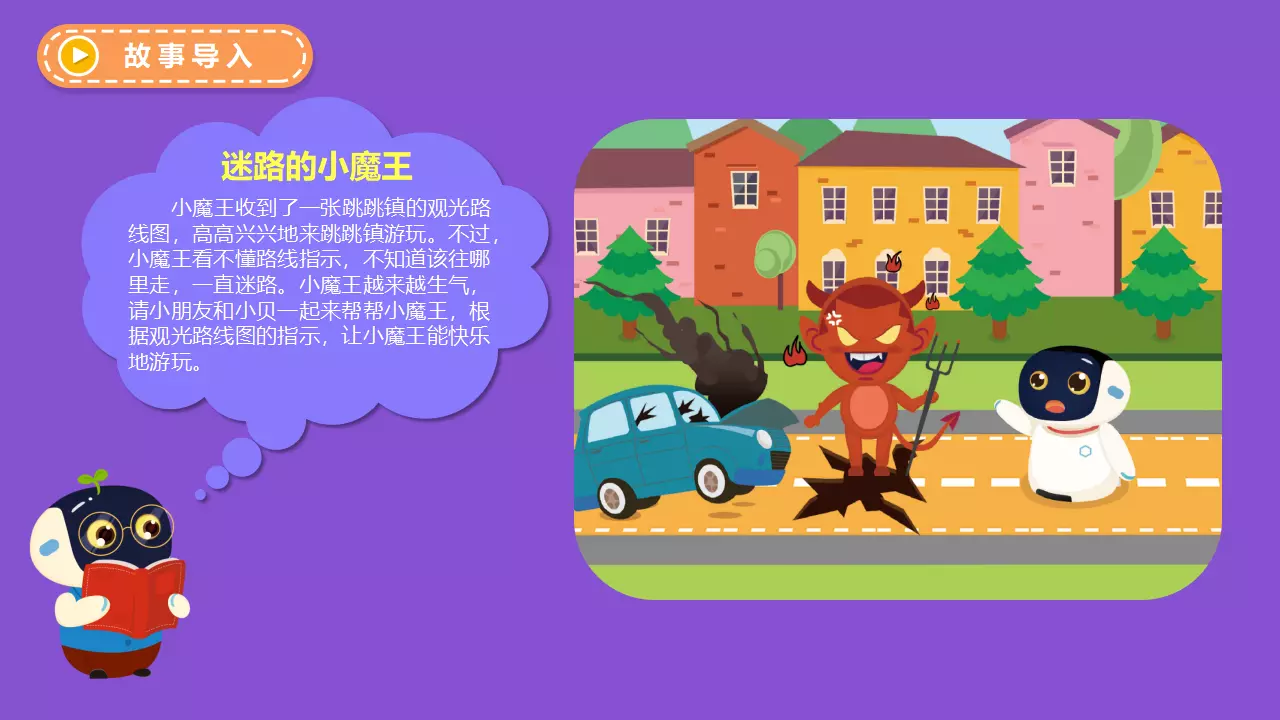 故事导入
迷路的小魔王
小魔王收到了一张跳跳镇的观光路
线图，高高兴兴地来跳跳镇游玩。不过，
小魔王看不懂路线指示，不知道该往哪
里走，一直迷路。小魔王越来越生气，
请小朋友和小贝一起来帮帮小魔王，根
据观光路线图的指示，让小魔王能快乐
地游玩。